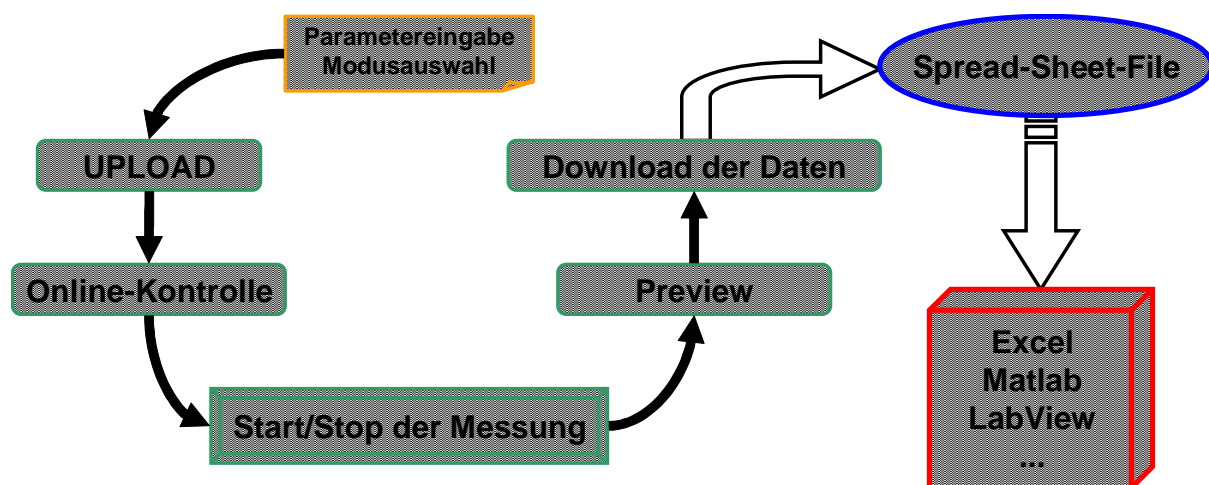 Parametereingabe
Modusauswahl
UPLOAD
Online-Kontrolle
Start/Stop der Messung
Preview
Download der Daten
Spread-Sheet-File
Excel
Matlab
LabView
...